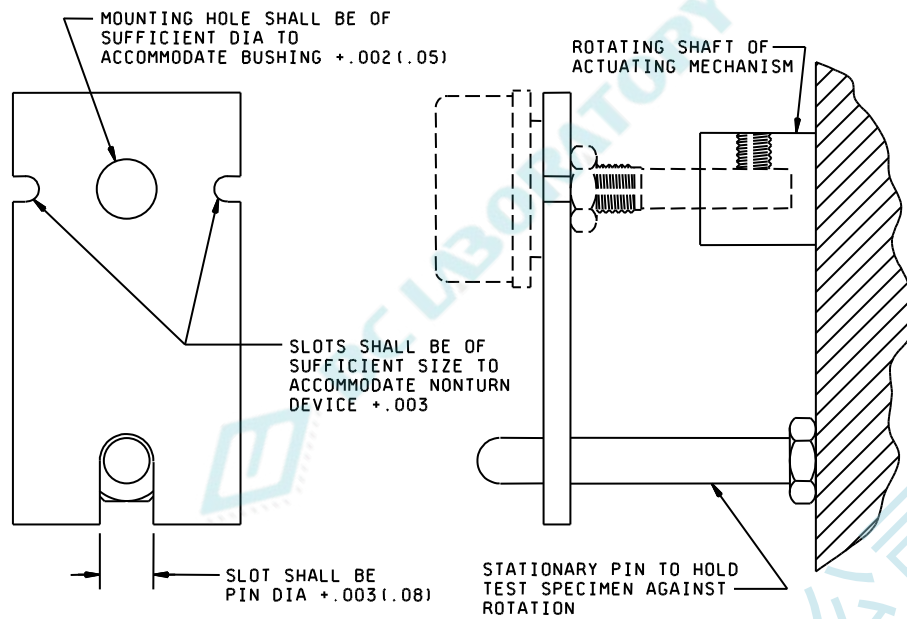 MOUNTING HOLE SHALL BE OF
SUFFICIENT DIA TO
ACCOMMODATE BUSHING +.002(.05)
ROTATING SHAFT OF
ACTUATING MECHANISM
SLOTS SHALL BE OF
SUFFICIENT SIZE TO
ACCOMMODATE NONTURN
DEVICE +.003
SLOT SHALL BE
PIN DIA +.003(.08)
STATIONARY PIN TO HOLD
TEST SPECIMEN AGAINST
ROTATION
LABORATORY